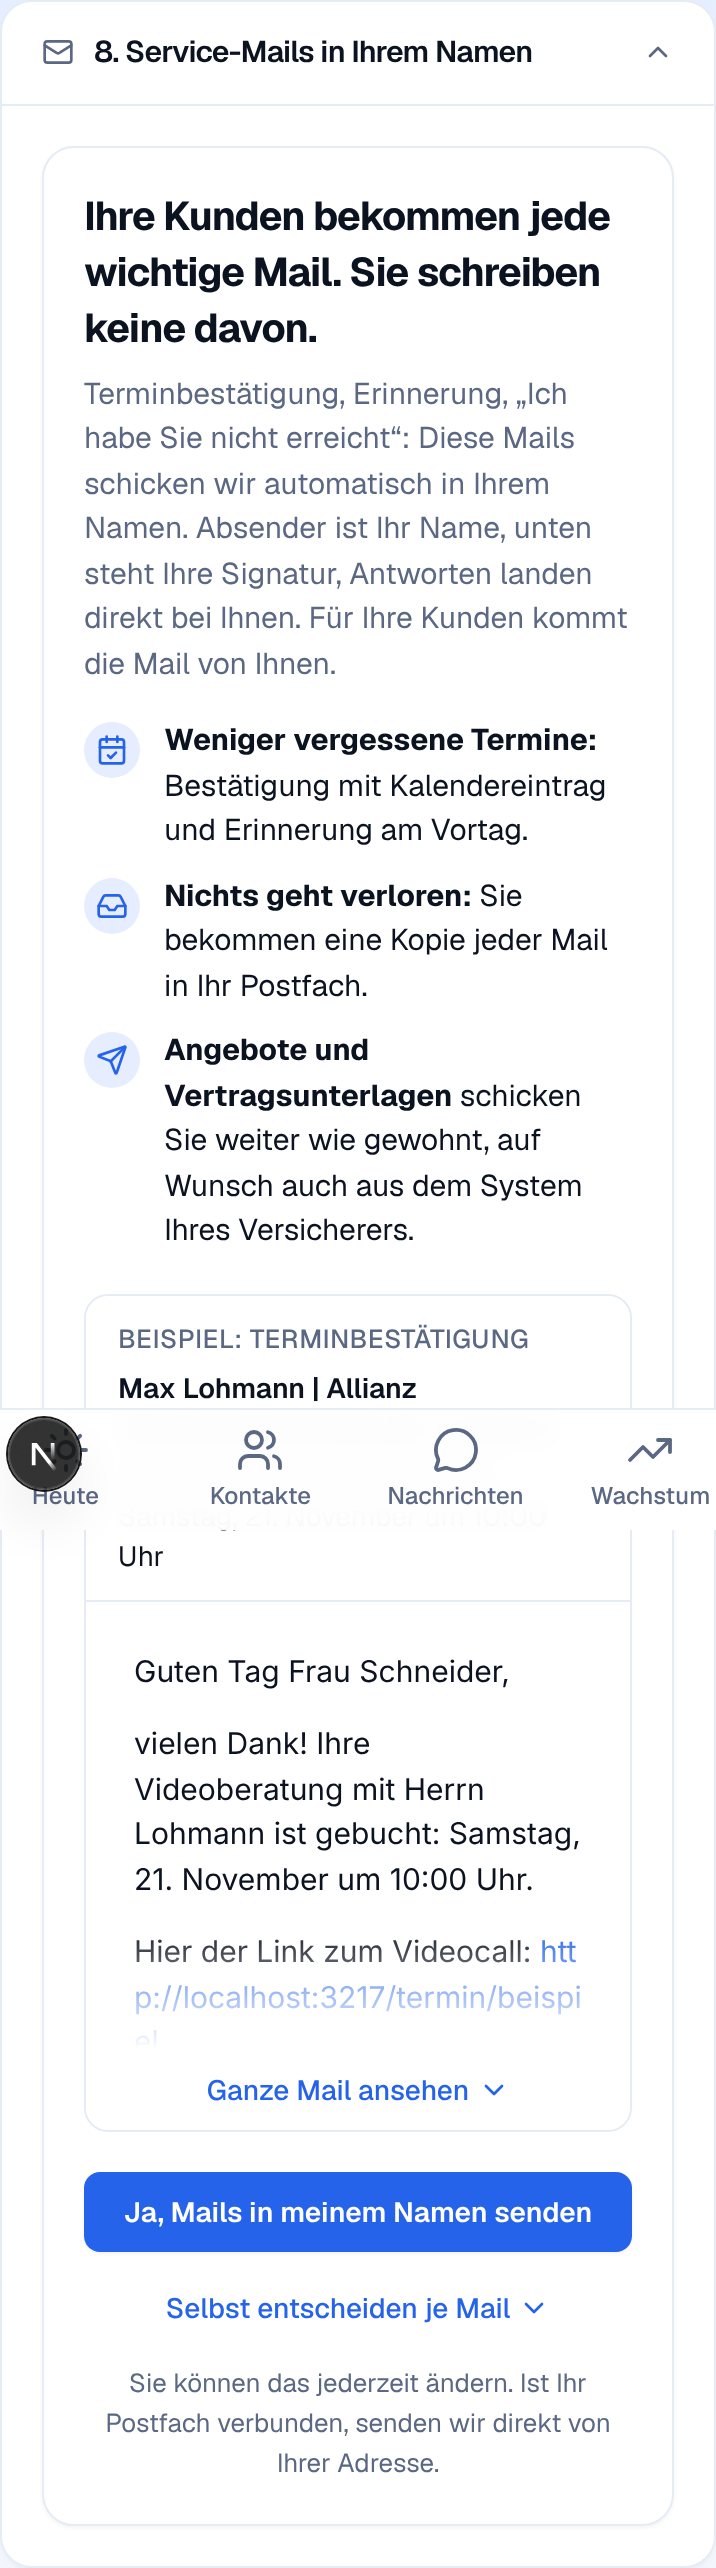 8. Service-Mails in Ihrem Namen
Ihre Kunden bekommen jede
wichtige Mail. Sie schreiben
keine davon.
Terminbestätigung, Erinnerung, „Ich
habe Sie nicht erreicht“: Diese Mails
schicken wir automatisch in Ihrem
Namen. Absender ist Ihr Name, unten
steht Ihre Signatur, Antworten landen
direkt bei Ihnen. Für Ihre Kunden kommt
die Mail von Ihnen.
Weniger vergessene Termine:
Bestätigung mit Kalendereintrag
und Erinnerung am Vortag.
Nichts geht verloren: Sie
bekommen eine Kopie jeder Mail
in Ihr Postfach.
Angebote und
Vertragsunterlagen schicken
Sie weiter wie gewohnt, auf
Wunsch auch aus dem System
Ihres Versicherers.
BEISPIEL: TERMINBESTÄTIGUNG
Max Lohmann | Allianz
N
Heute
Kontakte
Nachrichten
Wachstum
Samstag, 21. November um 10:00
Uhr
Guten Tag Frau Schneider,
vielen Dank! Ihre
Videoberatung mit Herrn
Lohmann ist gebucht: Samstag,
21. November um 10:00 Uhr.
Hier der Link zum Videocall: htt
p://localhost:3217/termin/beispi
el
Ganze Mail ansehen
Ja, Mails in meinem Namen senden
Selbst entscheiden je Mail
Sie können das jederzeit ändern. Ist Ihr
Postfach verbunden, senden wir direkt von
Ihrer Adresse.